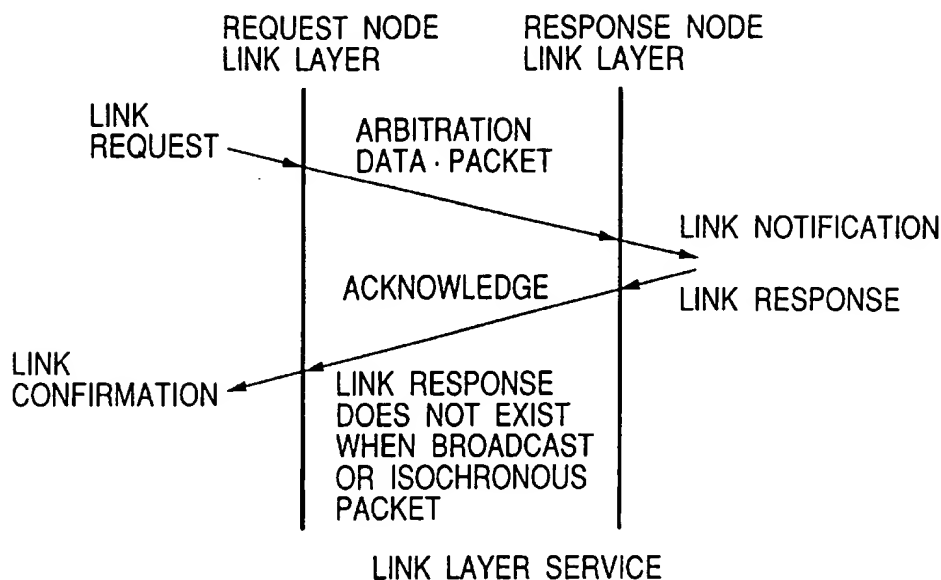 REQUEST NODE
LINK LAYER
RESPONSE NODE
LINK LAYER
LINK
REQUEST
ARBITRATION
DATA · PACKET
LINK NOTIFICATION
ACKNOWLEDGE
LINK RESPONSE
LINK
CONFIRMATION
LINK RESPONSE
DOES NOT EXIST
WHEN BROADCAST
OR ISOCHRONOUS
PACKET
LINK LAYER SERVICE